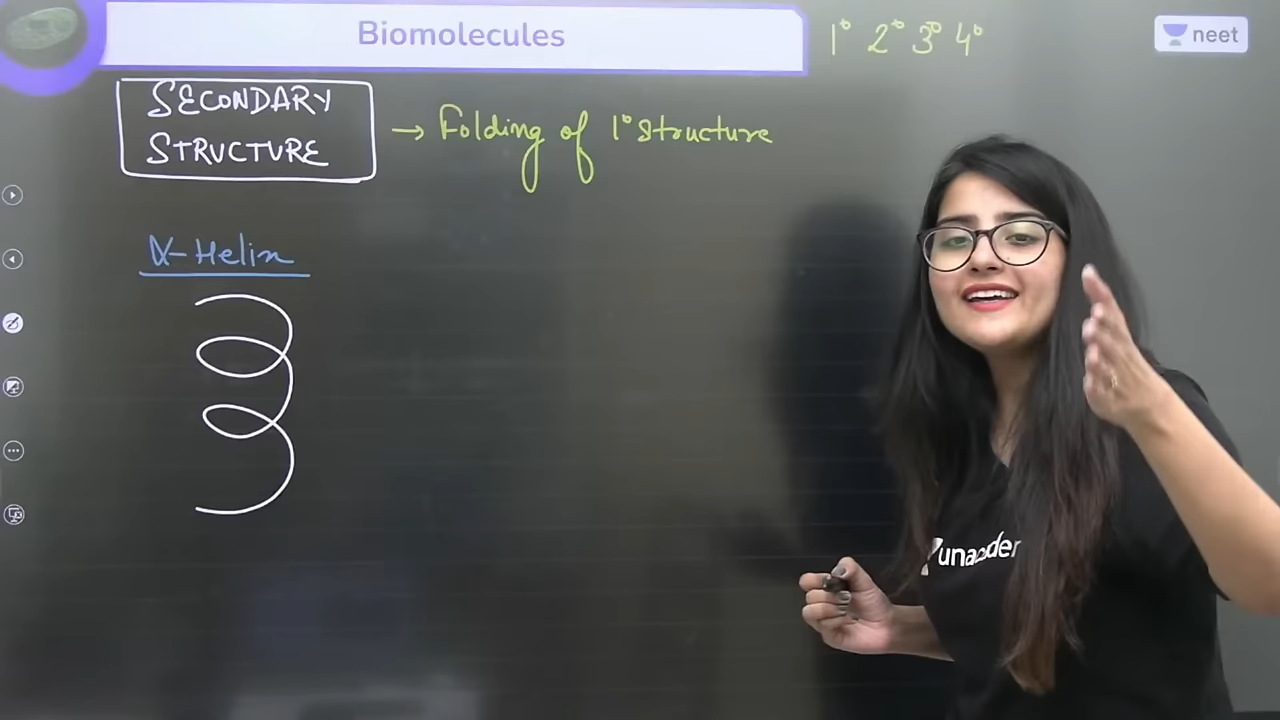 Biomolecules
1° 2° 3° 4°
neet
SECONDARY
STRUCTURE
→ Folding of 1° structure
α-Helix
unacader